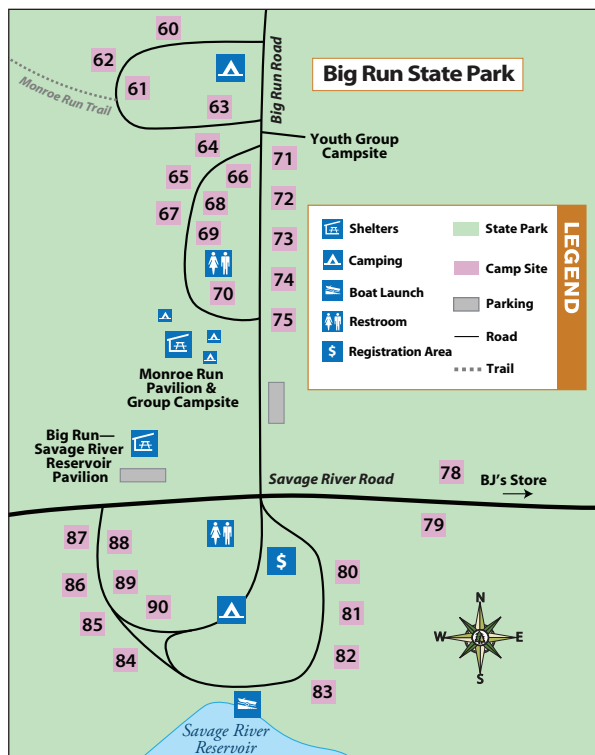 Big Run State Park
60
62
61
Monroe Run Trail
63
Big Run Road
Youth Group
Campsite
64
65
66
67
68
69
70
71
72
73
74
75
LEGEND
Shelters
Camping
Boat Launch
Restroom
$ Registration Area
State Park
Camp Site
Parking
Road
Trail
Monroe Run
Pavilion &
Group Campsite
Big Run—
Savage River
Reservoir
Pavilion
Savage River Road
78
BJ's Store
79
87
88
86
89
90
85
84
$
80
81
82
83
N
W
E
S
Savage River
Reservoir